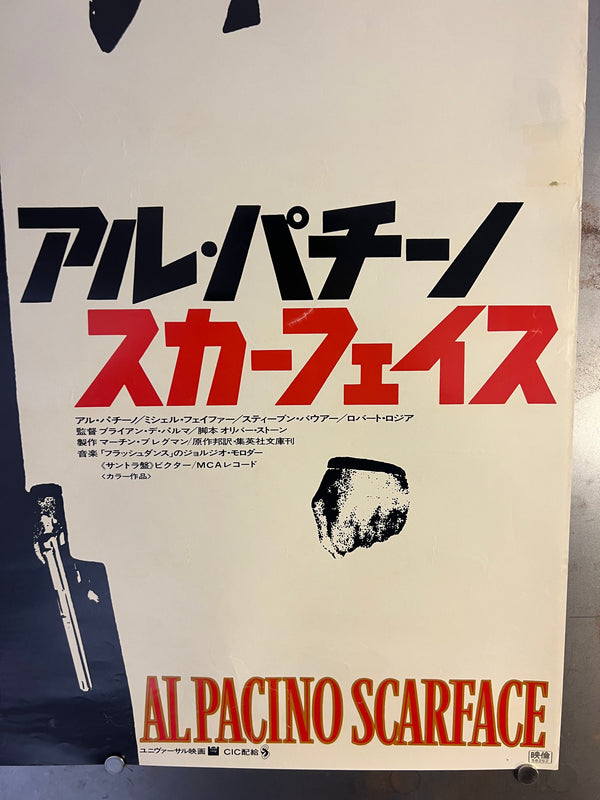 アル・パチーノ
スカーフェイス
アル・パチーノ/ミシェル・ファイファー/スティーブン・バウアー/ロバート・ロジア
監督 ブライアン・デ・パルマ/脚本 オリバー・ストーン
製作 マーチン・ブレグマン/原作邦訳・集英社文庫刊
音楽「フラッシュダンス」のジョルジオ・モロダー
《サントラ盤》ビクター/MCAレコード
〈カラー作品〉
AL PACINO SCARFACE
ユニヴァーサル映画 CIC配給
映倫